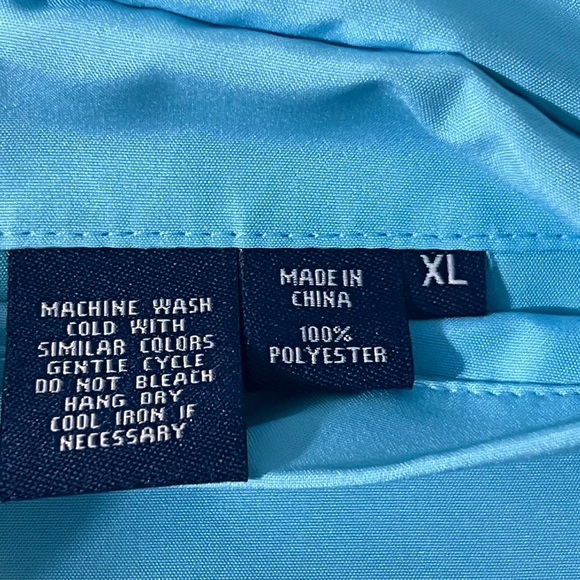 MACHINE WASH
COLD WITH
SIMILAR COLORS
GENTLE CYCLE
DO NOT BLEACH
HANG DRY
COOL IRON IF
NECESSARY
MADE IN
CHINA
100%
POLYESTER
XL